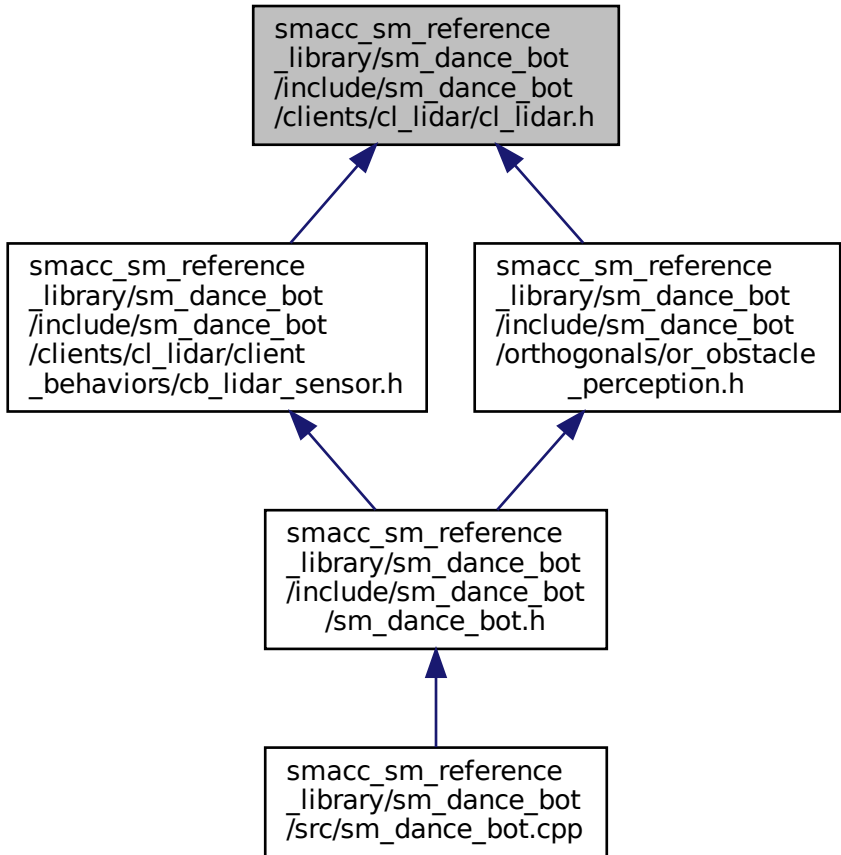 smacc_sm_reference
_library/sm_dance_bot
/include/sm_dance_bot
/clients/cl_lidar/cl_lidar.h
smacc_sm_reference
_library/sm_dance_bot
/include/sm_dance_bot
/clients/cl_lidar/client
_behaviors/cb_lidar_sensor.h
smacc_sm_reference
_library/sm_dance_bot
/include/sm_dance_bot
/orthogonals/or_obstacle
_perception.h
smacc_sm_reference
_library/sm_dance_bot
/include/sm_dance_bot
/sm_dance_bot.h
smacc_sm_reference
_library/sm_dance_bot
/src/sm_dance_bot.cpp